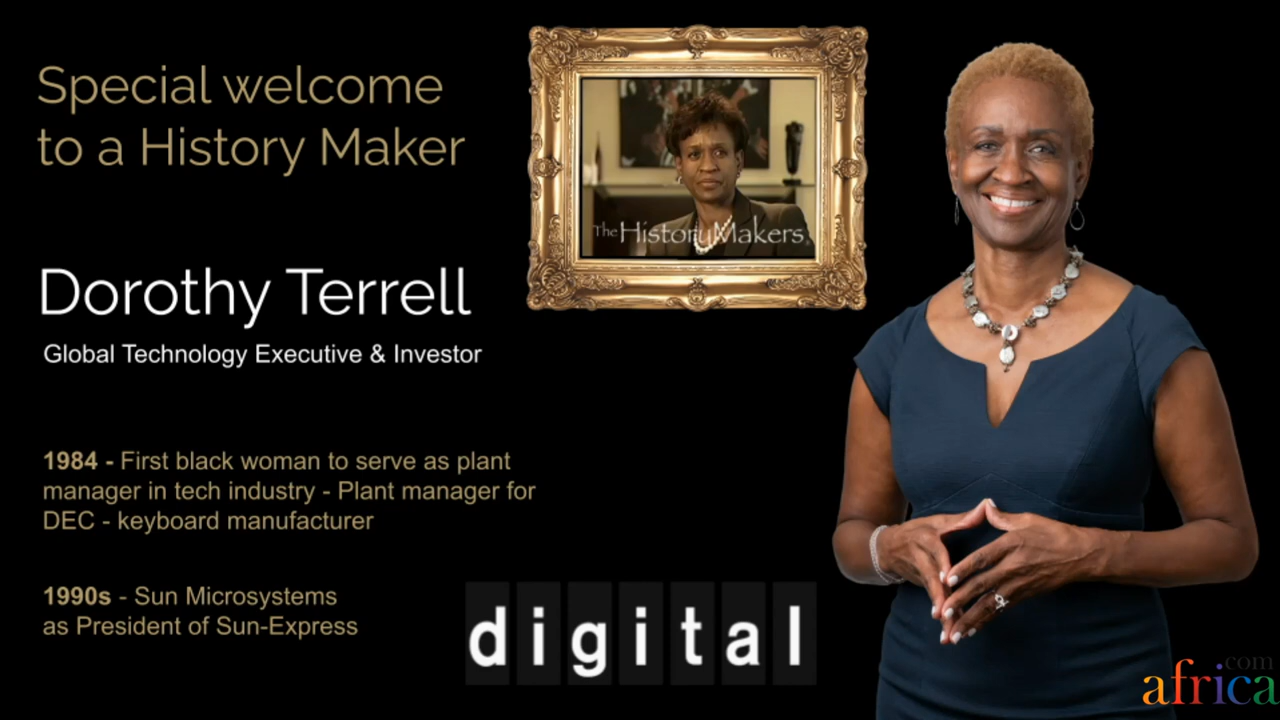 Special welcome
to a History Maker
The HistoryMakers
Dorothy Terrell
Global Technology Executive & Investor
1984 - First black woman to serve as plant
manager in tech industry - Plant manager for
DEC - keyboard manufacturer
1990s - Sun Microsystems
as President of Sun-Express
digital
.com
africa